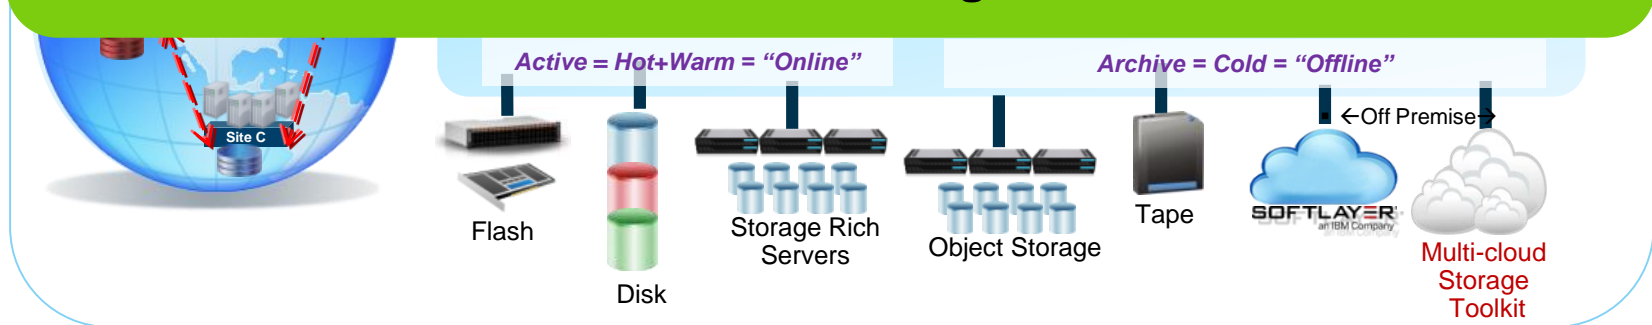 Active = Hot+Warm = “Online”
Archive = Cold = “Offline”
←Off Premise→
Site C
Flash
Disk
Storage Rich
Servers
Object Storage
Tape
SOFTLAYER
an IBM Company
Multi-cloud
Storage
Toolkit